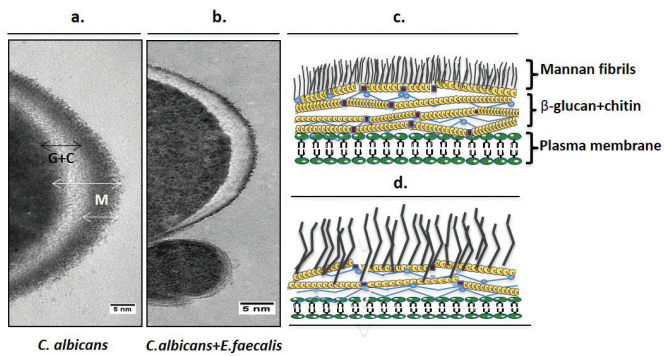 a.
b.
c.
G+C
M
5 nm
5 nm
C. albicans
C.albicans+E.faecalis
Mannan fibrils
β-glucan+chitin
Plasma membrane
d.